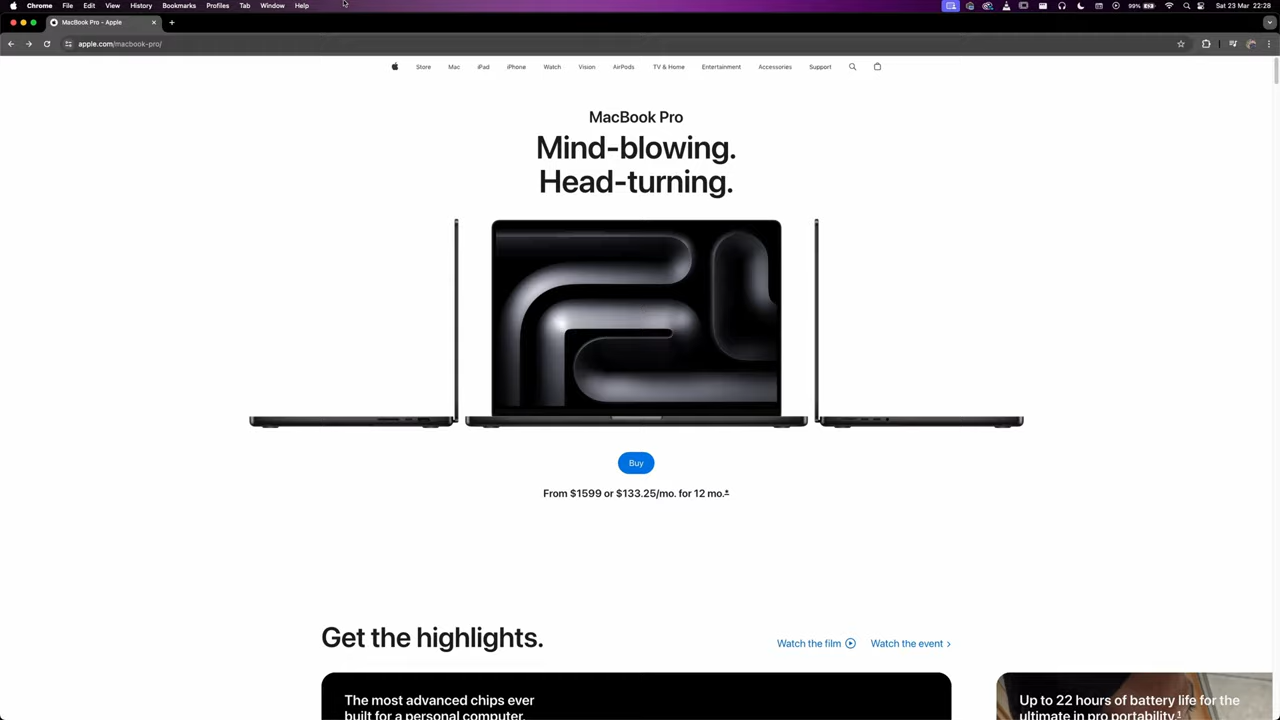 Chrome File Edit View History Bookmarks Profiles Tab Window Help 99% Sat 23 Mar 22:28
MacBook Pro - Apple
apple.com/macbook-pro/
Store Mac iPad iPhone Watch Vision AirPods TV & Home Entertainment Accessories Support
MacBook Pro
Mind-blowing.
Head-turning.
Buy
From $1599 or $133.25/mo. for 12 mo.*
Get the highlights.
Watch the film Watch the event >
The most advanced chips ever
built for a personal computer.
Up to 22 hours of battery life for the
ultimate in pro portability.1